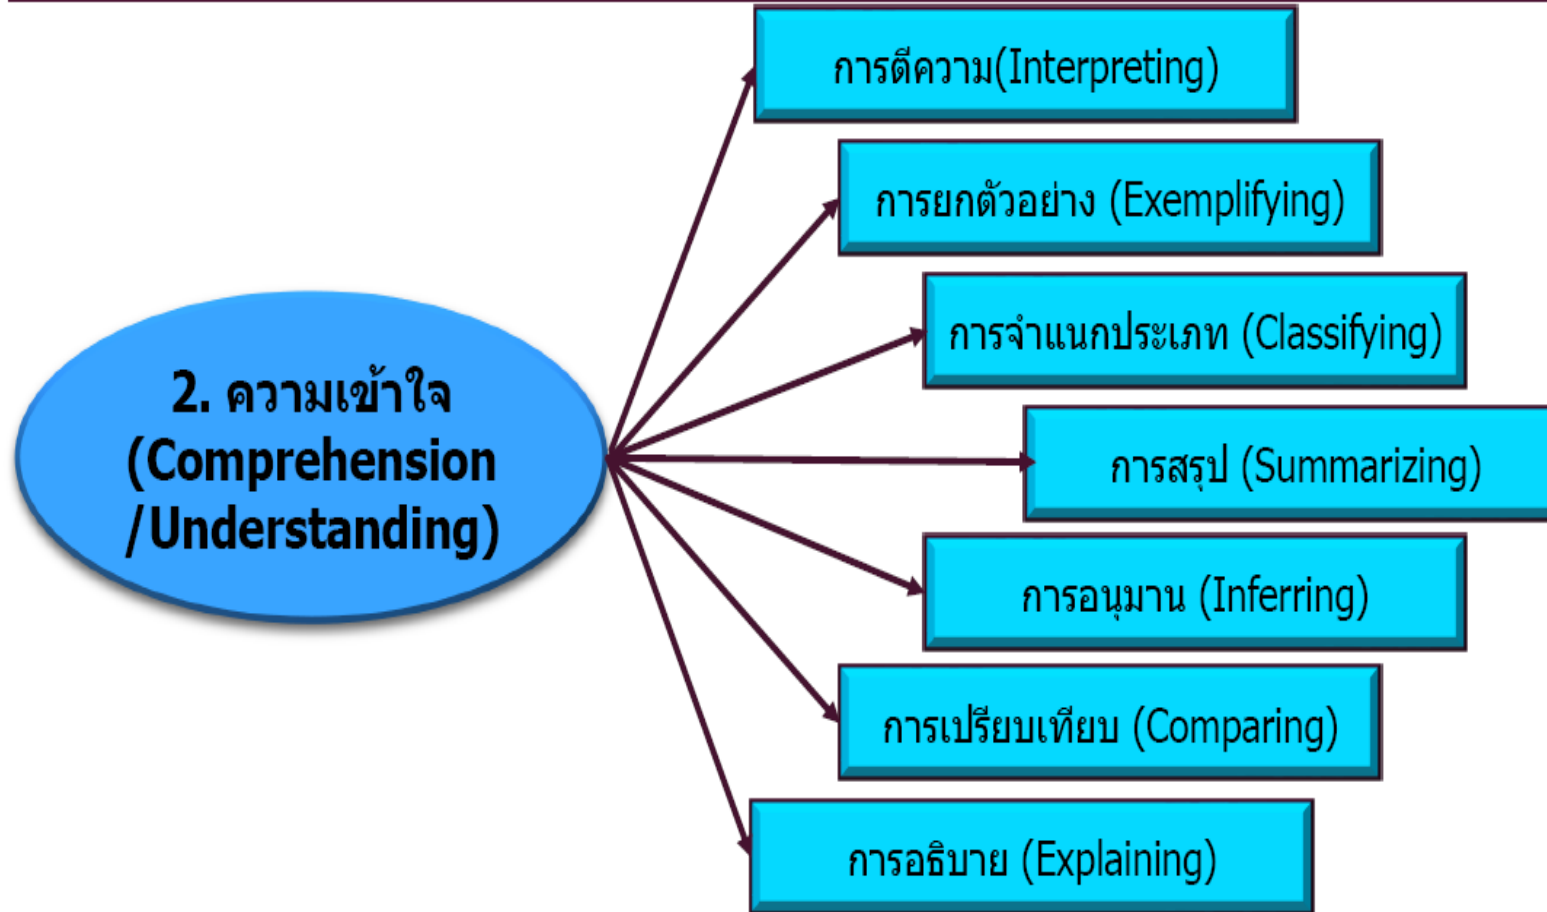 การตีความ(Interpreting)
การยกตัวอย่าง (Exemplifying)
การจำแนกประเภท (Classifying)
2. ความเข้าใจ
(Comprehension
/Understanding)
การสรุป (Summarizing)
การอนุมาน (Inferring)
การเปรียบเทียบ (Comparing)
การอธิบาย (Explaining)